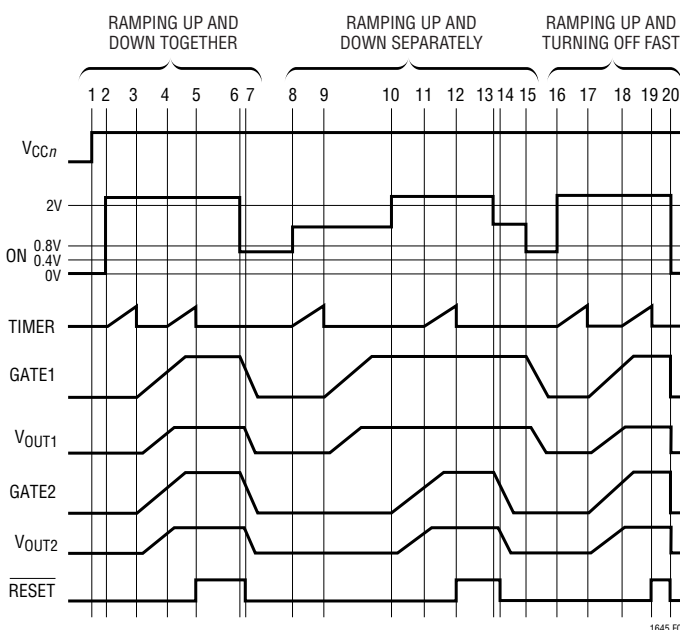 RAMPING UP AND
DOWN TOGETHER
RAMPING UP AND
DOWN SEPARATELY
RAMPING UP AND
TURNING OFF FAST
1 2 3 4 5 6 7 8 9 10 11 12 13 14 15 16 17 18 19 20
VCCn
2V
ON
0.8V
0.4V
0V
TIMER
GATE1
VOUT1
GATE2
VOUT2
RESET